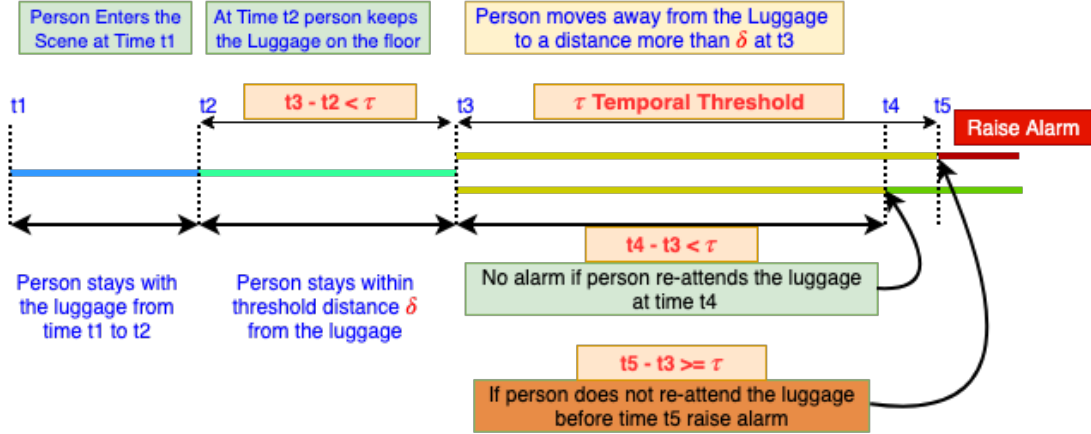 Person Enters the
Scene at Time t1
At Time t2 person keeps
the Luggage on the floor
Person moves away from the Luggage
to a distance more than δ at t3
t1
t2
t3 - t2 < τ
t3
τ Temporal Threshold
t4
t5
Raise Alarm
Person stays with
the luggage from
time t1 to t2
Person stays within
threshold distance δ
from the luggage
t4 - t3 < τ
No alarm if person re-attends the luggage
at time t4
t5 - t3 >= τ
If person does not re-attend the luggage
before time t5 raise alarm